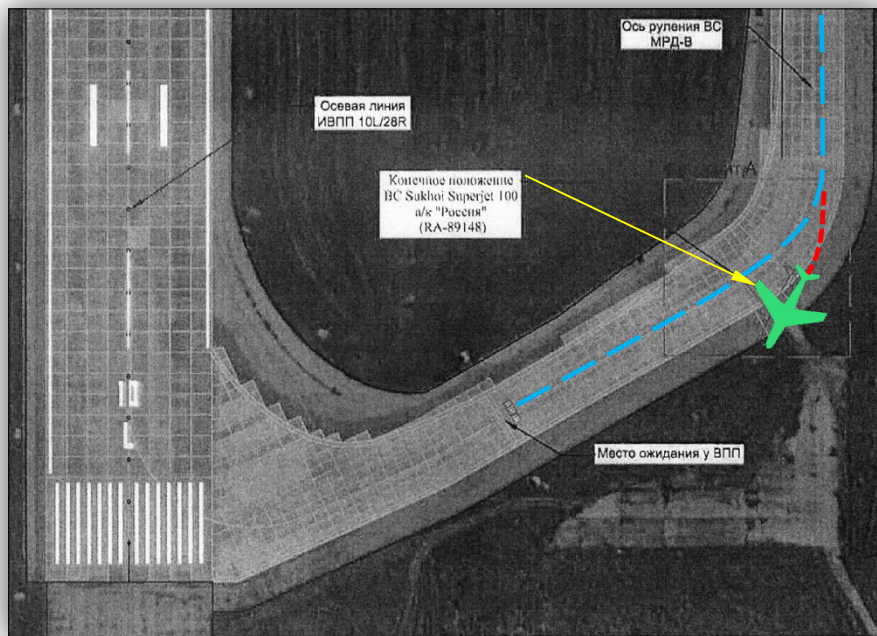 Ось руления ВС
МРД-В
Осевая линия
ИВПП 10L/28R
Конечное положение
ВС Sukhoi Superjet 100
а/к "Россия"
(RA-89148)
Место ожидания у ВПП
10
L